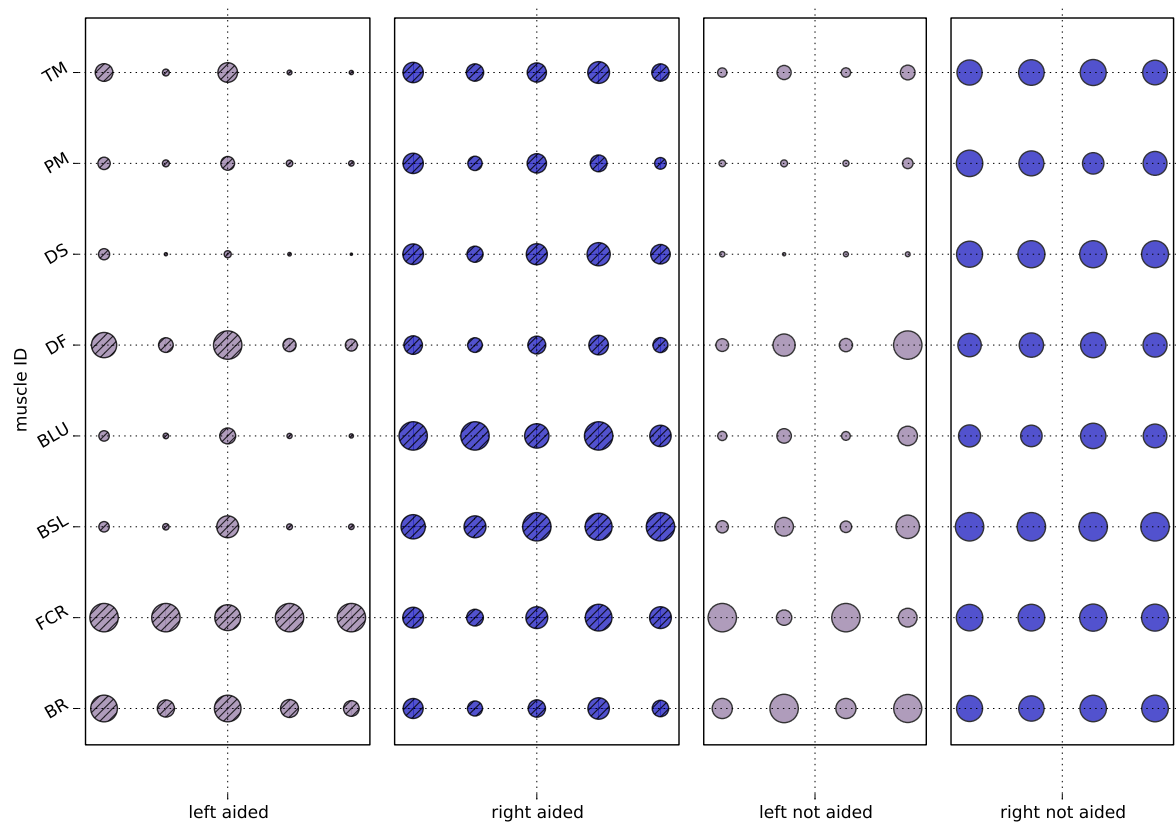 TM
PM
DS
DF
BLU
BSL
FCR
BR
muscle ID
left aided
right aided
left not aided
right not aided